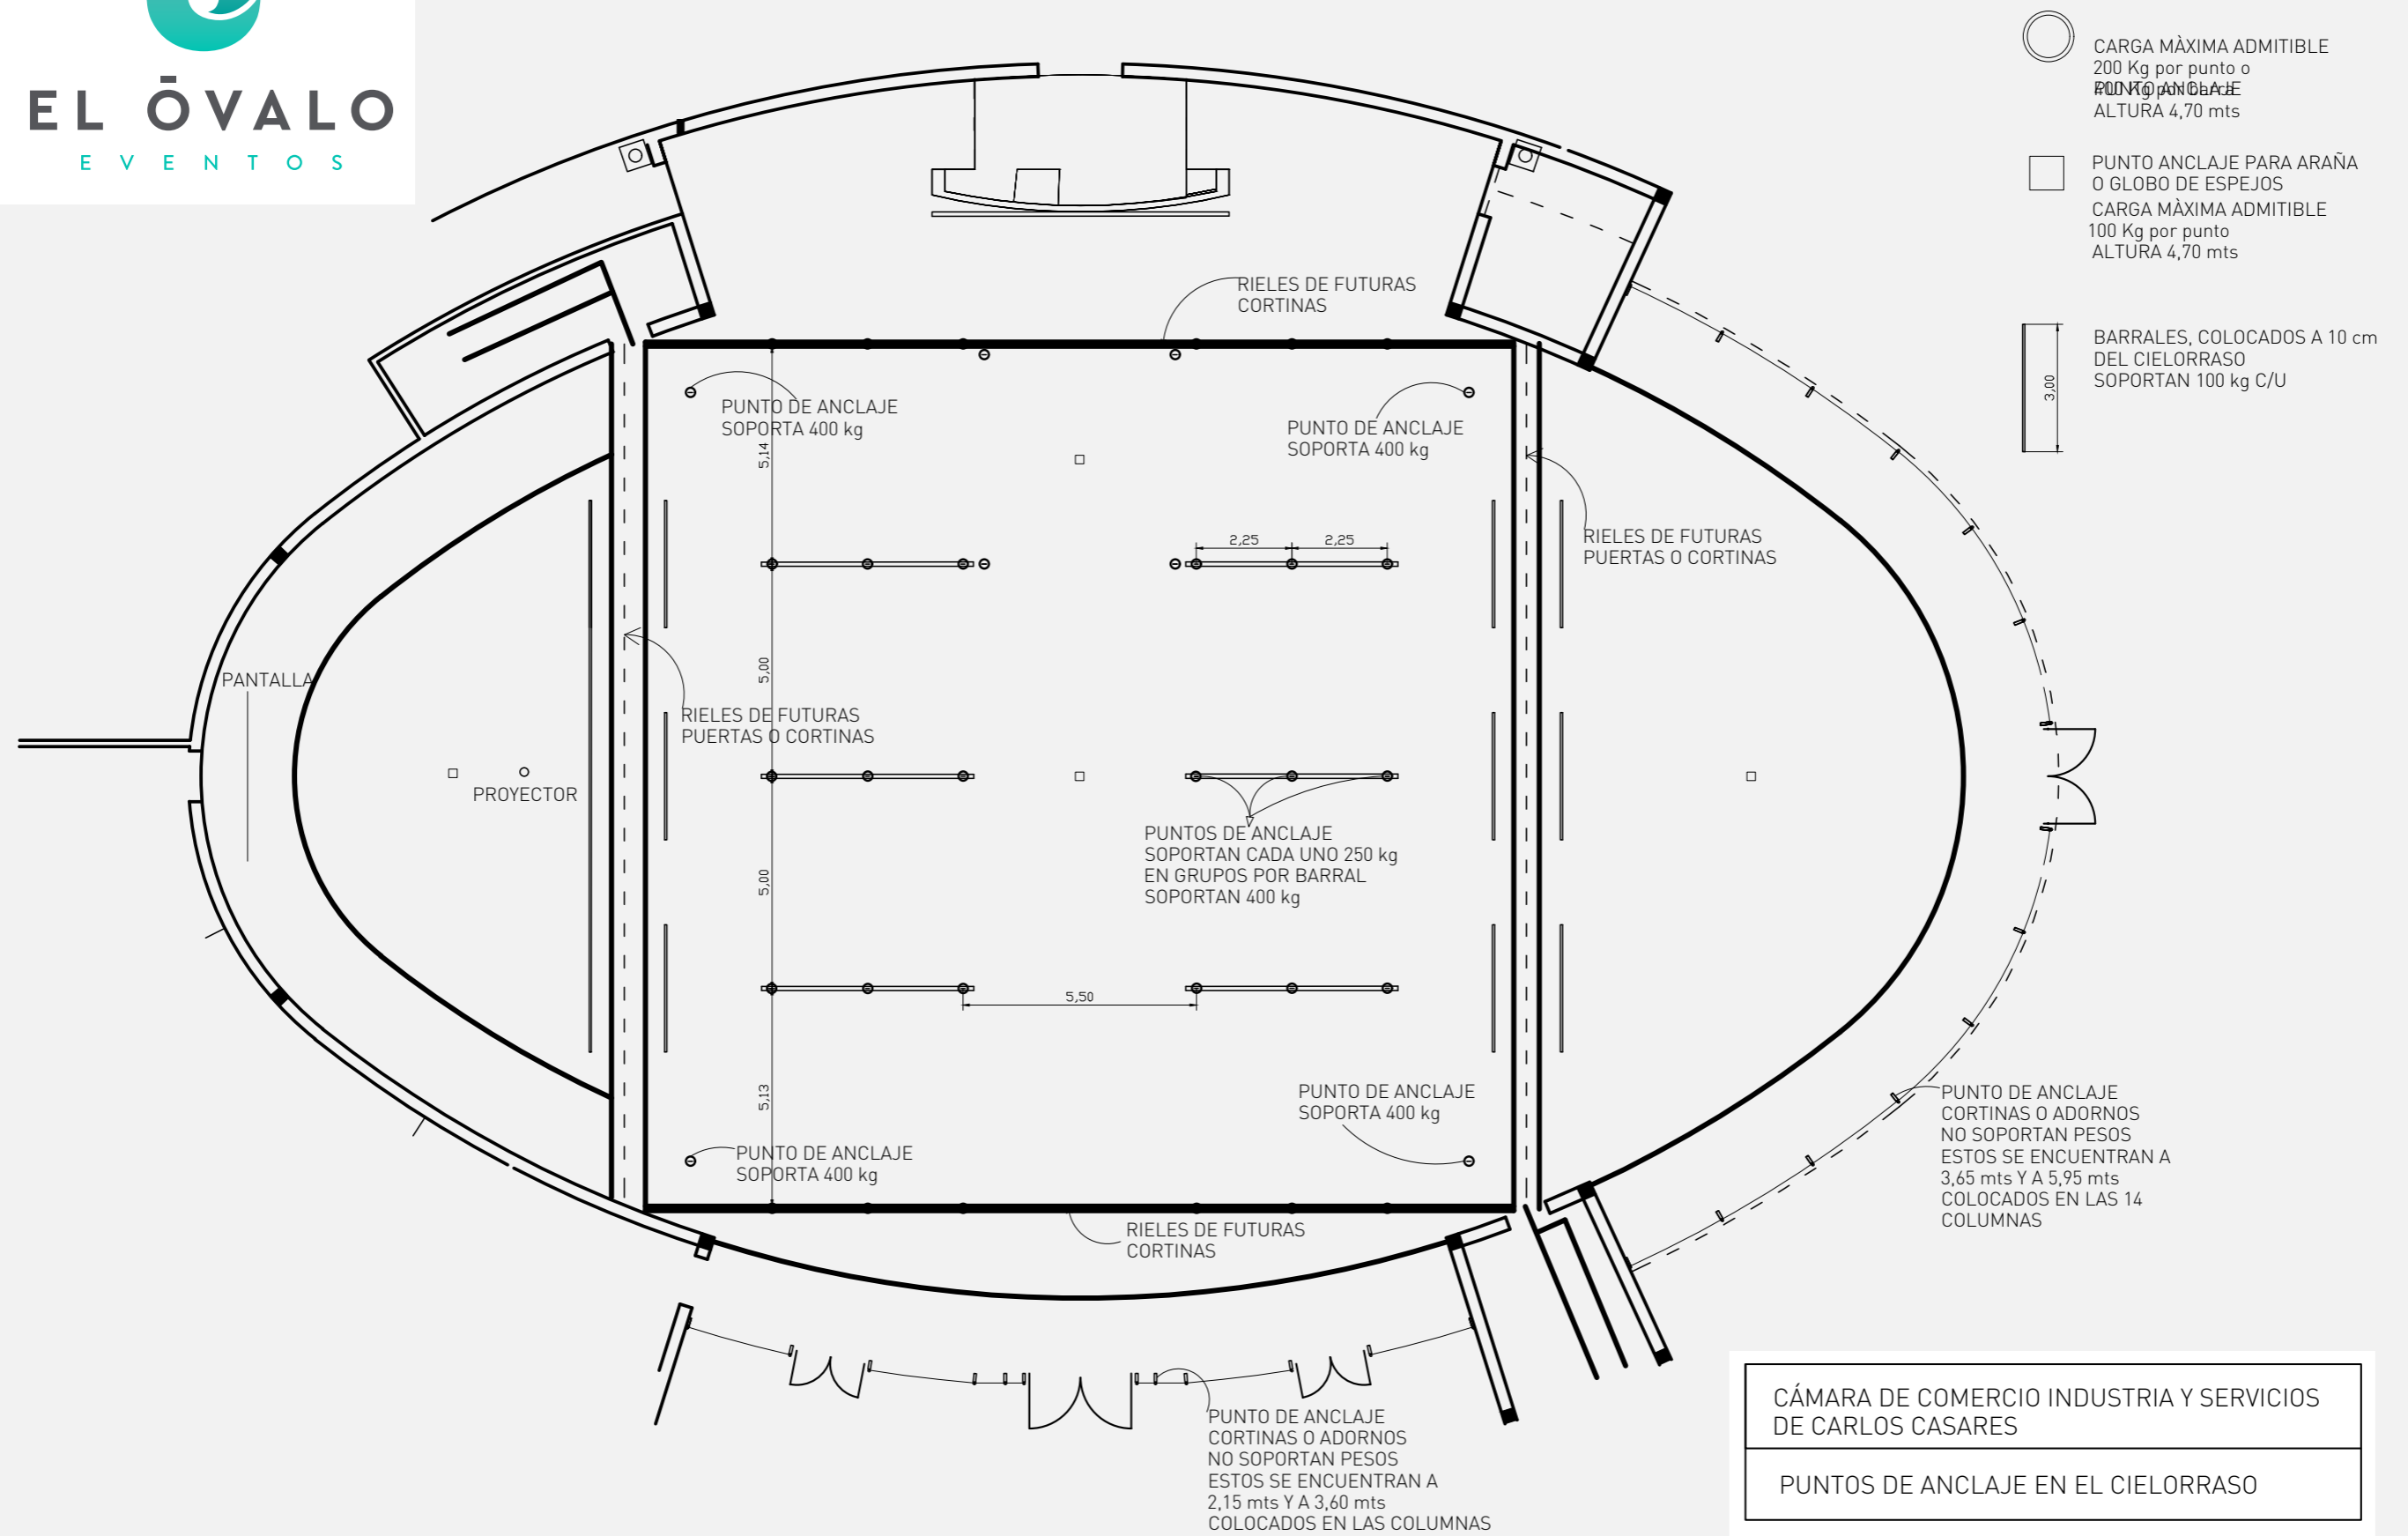 EL ŌVALO
EVENTOS
CARGA MÀXIMA ADMITIBLE
200 Kg por punto o
400 Kg por barra
PUNTO ANCLAJE
ALTURA 4,70 mts
PUNTO ANCLAJE PARA ARAÑA
O GLOBO DE ESPEJOS
CARGA MÀXIMA ADMITIBLE
100 Kg por punto
ALTURA 4,70 mts
3,00
BARRALES, COLOCADOS A 10 cm
DEL CIELORRASO
SOPORTAN 100 kg C/U
RIELES DE FUTURAS
CORTINAS
PUNTO DE ANCLAJE
SOPORTA 400 kg
PUNTO DE ANCLAJE
SOPORTA 400 kg
5,14
2,25
2,25
RIELES DE FUTURAS
PUERTAS O CORTINAS
5,00
PANTALLA
RIELES DE FUTURAS
PUERTAS O CORTINAS
PROYECTOR
PUNTOS DE ANCLAJE
SOPORTAN CADA UNO 250 kg
EN GRUPOS POR BARRAL
SOPORTAN 400 kg
5,00
5,50
5,13
PUNTO DE ANCLAJE
SOPORTA 400 kg
PUNTO DE ANCLAJE
SOPORTA 400 kg
PUNTO DE ANCLAJE
CORTINAS O ADORNOS
NO SOPORTAN PESOS
ESTOS SE ENCUENTRAN A
3,65 mts Y A 5,95 mts
COLOCADOS EN LAS 14
COLUMNAS
RIELES DE FUTURAS
CORTINAS
PUNTO DE ANCLAJE
CORTINAS O ADORNOS
NO SOPORTAN PESOS
ESTOS SE ENCUENTRAN A
2,15 mts Y A 3,60 mts
COLOCADOS EN LAS COLUMNAS
CÁMARA DE COMERCIO INDUSTRIA Y SERVICIOS
DE CARLOS CASARES
PUNTOS DE ANCLAJE EN EL CIELORRASO